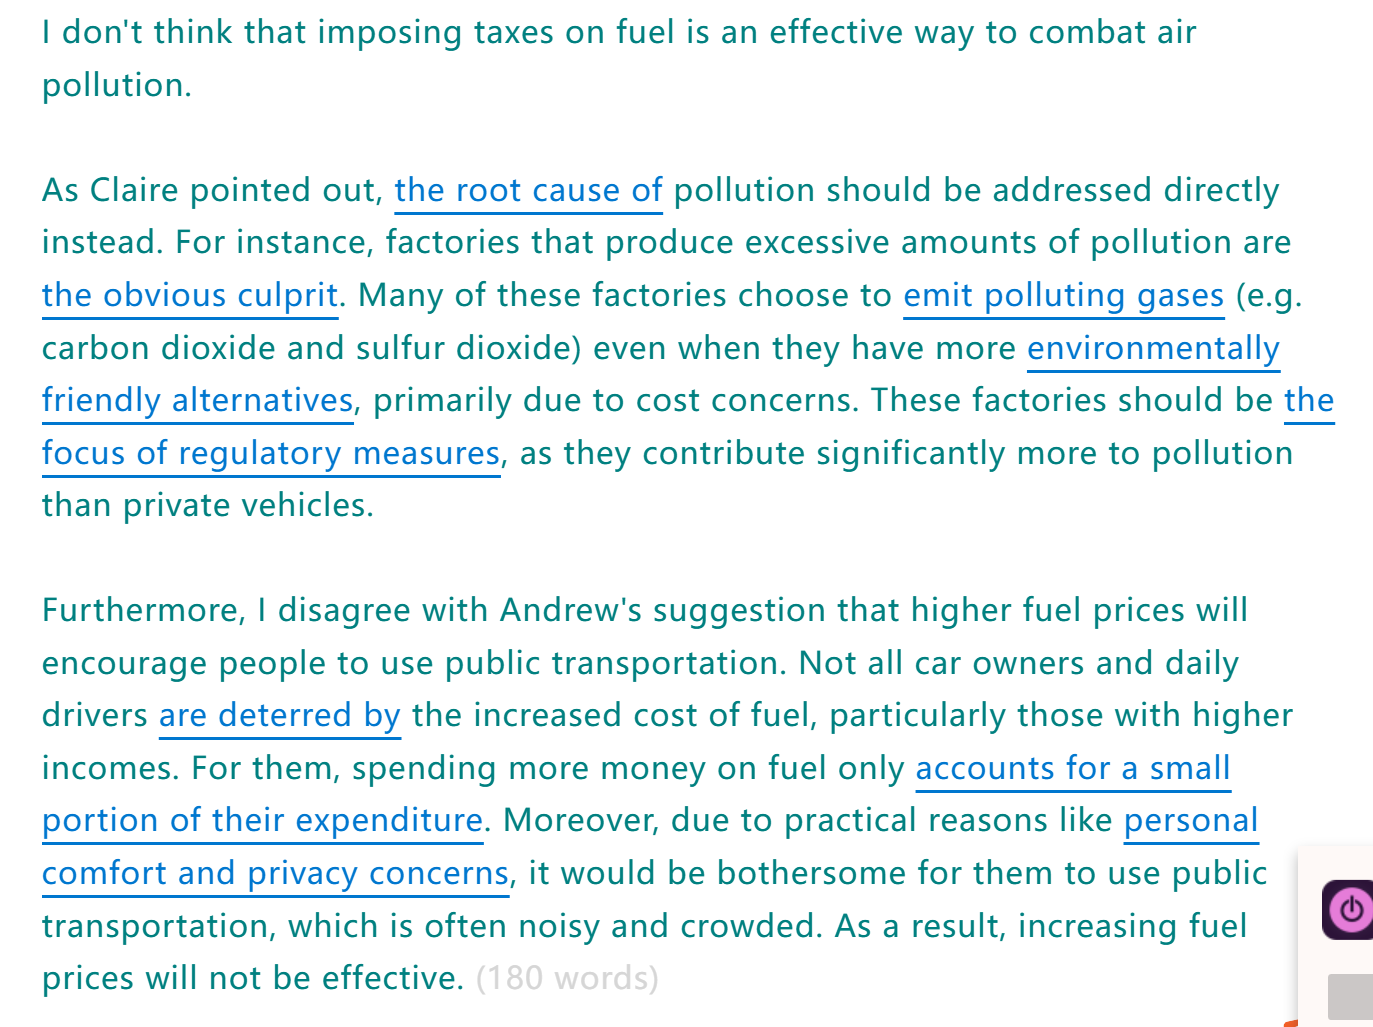 I don't think that imposing taxes on fuel is an effective way to combat air
pollution.
As Claire pointed out, the root cause of pollution should be addressed directly
instead. For instance, factories that produce excessive amounts of pollution are
the obvious culprit. Many of these factories choose to emit polluting gases (e.g.
carbon dioxide and sulfur dioxide) even when they have more environmentally
friendly alternatives, primarily due to cost concerns. These factories should be the
focus of regulatory measures, as they contribute significantly more to pollution
than private vehicles.
Furthermore, I disagree with Andrew's suggestion that higher fuel prices will
encourage people to use public transportation. Not all car owners and daily
drivers are deterred by the increased cost of fuel, particularly those with higher
incomes. For them, spending more money on fuel only accounts for a small
portion of their expenditure. Moreover, due to practical reasons like personal
comfort and privacy concerns, it would be bothersome for them to use public
transportation, which is often noisy and crowded. As a result, increasing fuel
prices will not be effective. (180 words)